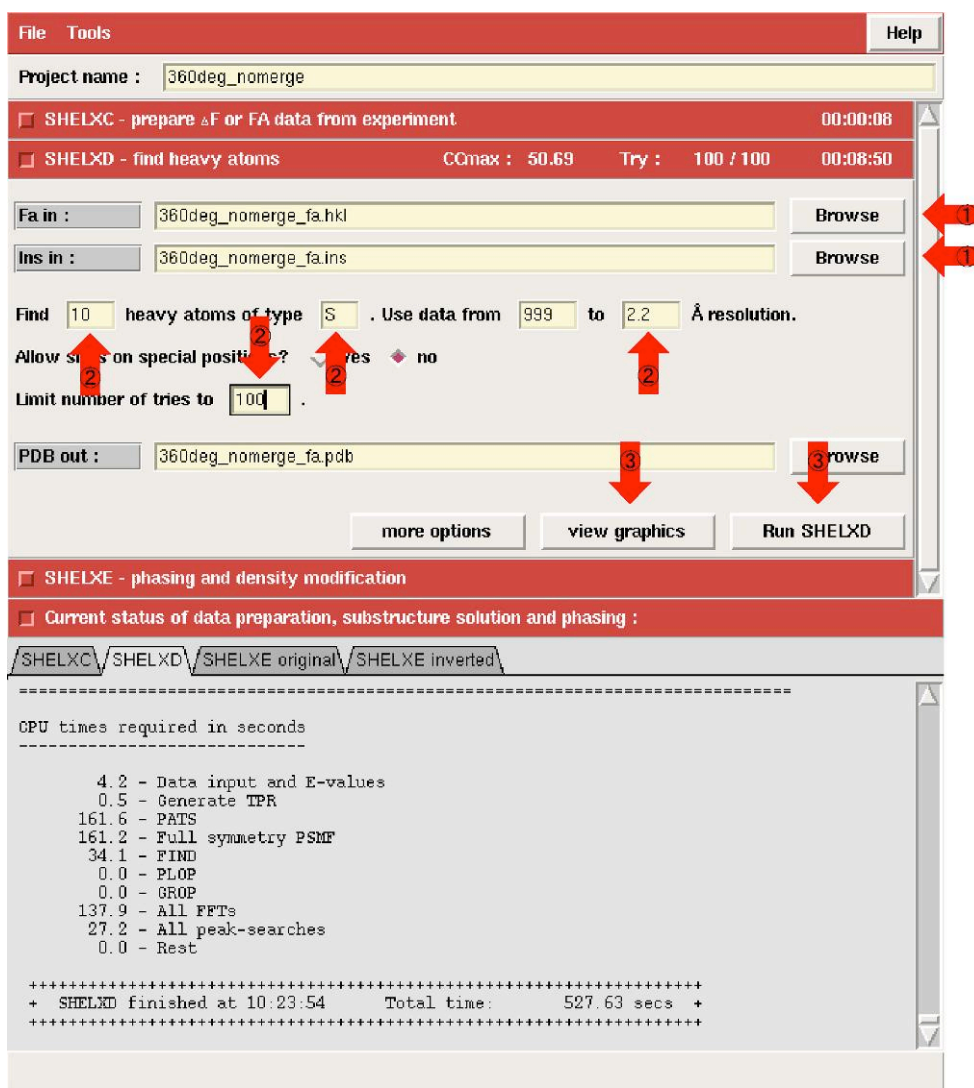 File Tools Help
Project name : 360deg_nomerge
SHELXC - prepare ▵F or FA data from experiment 00:00:08
SHELXD - find heavy atoms CCmax : 50.69 Try : 100 / 100 00:08:50
Fa in : 360deg_nomerge_fa.hkl Browse ①
Ins in : 360deg_nomerge_fa.ins Browse ①
Find 10 heavy atoms of type S . Use data from 999 to 2.2 Å resolution.
② ② ② ②
Allow on special no
Limit number of tries to 100 .
PDB out : 360deg_nomerge_fa.pdb
③ ③
more options view graphics Run SHELXD
SHELXE - phasing and density modification
Current status of data preparation, substructure solution and phasing :
SHELXC SHELXD SHELXE original SHELXE inverted
==============================================================================
CPU times required in seconds
-----------------------------
4.2 - Data input and E-values
0.5 - Generate TPR
161.6 - PATS
161.2 - Full symmetry PSMF
34.1 - FIND
0.0 - PLOP
0.0 - GROP
137.9 - All FFTs
27.2 - All peak-searches
0.0 - Rest
++++++++++++++++++++++++++++++++++++++++++++++++++++++++++++++++++++
+ SHELXD finished at 10:23:54 Total time: 527.63 secs +
++++++++++++++++++++++++++++++++++++++++++++++++++++++++++++++++++++